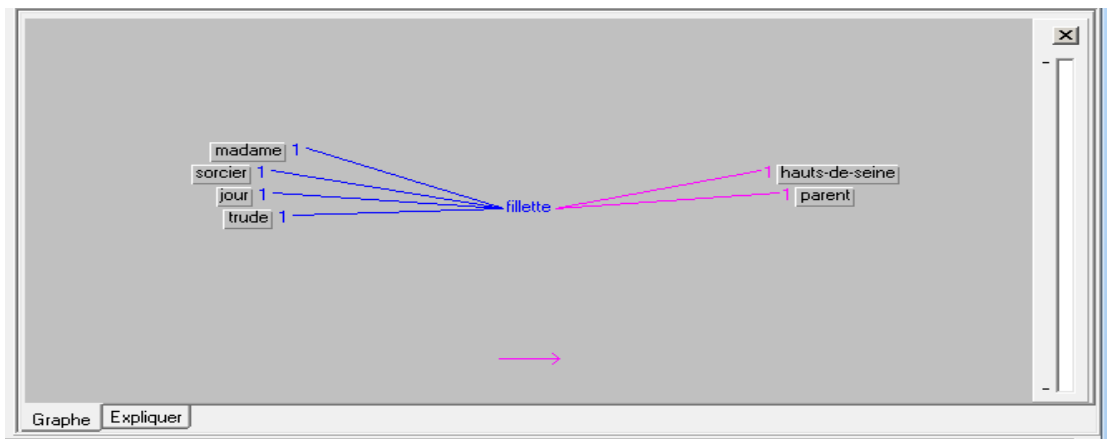 madame 1
sorcier 1
1 hauts-de-seine
jour 1
1 parent
fillette
trude 1
Graphe Expliquer